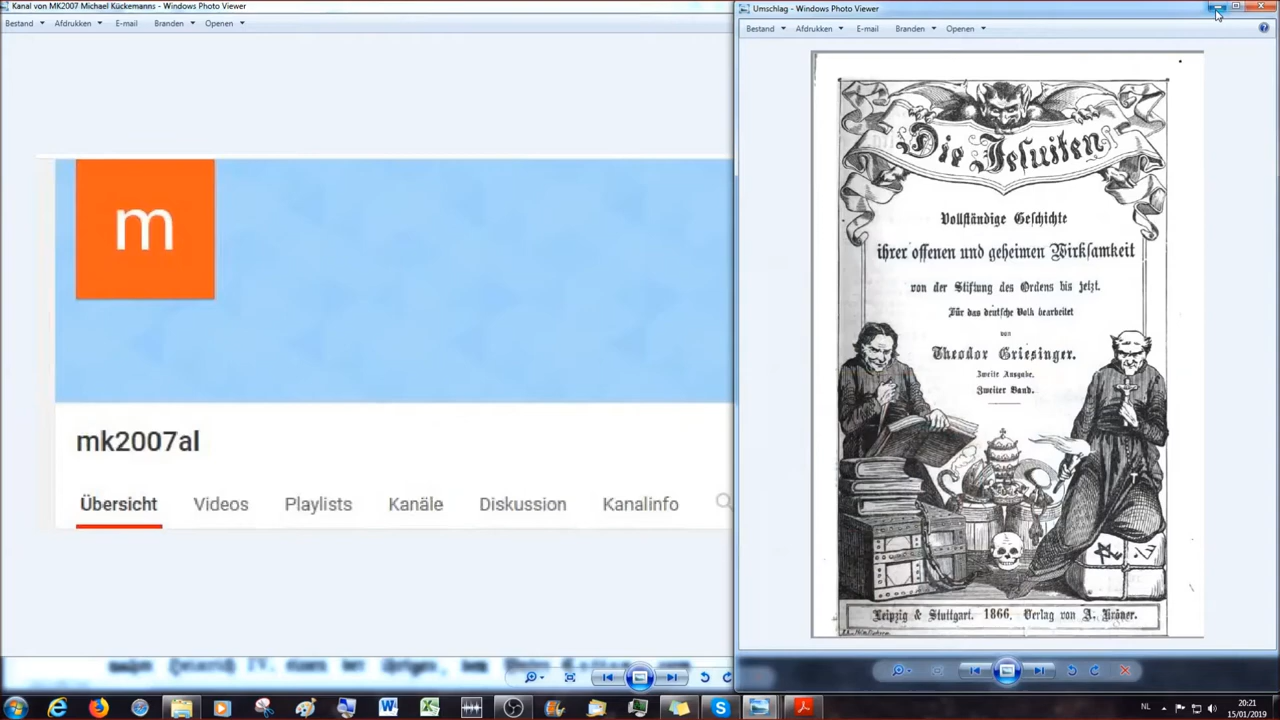 Kanal von MK2007 Michael Kückemanns - Windows Photo Viewer
Bestand Afdrukken E-mail Branden Openen
m
mk2007al
Übersicht Videos Playlists Kanäle Diskussion Kanalinfo
Umschlag - Windows Photo Viewer
Bestand Afdrukken E-mail Branden Openen
Die Jesuiten
Vollständige Geschichte
ihrer offenen und geheimen Wirksamkeit
von der Stiftung des Ordens bis jetzt.
Für das deutsche Volk bearbeitet
von
Theodor Griesinger.
Zweite Ausgabe.
Zweiter Band.
Leipzig & Stuttgart. 1866. Verlag von A. Kröner.
NL
20:21
15/01/2019